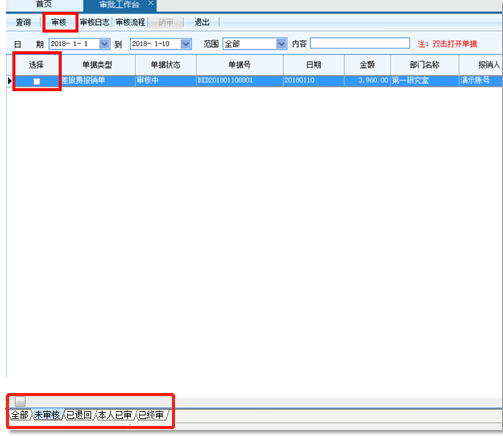 首页 审批工作台
查询 审核 审核日志 审核流程 销审 退出
日 期 2018- 1- 1 到 2018- 1-10 范围 全部 内容 注: 双击打开单据
选择 单据类型 单据状态 单据号 日期 金额 部门名称 报销人
差旅费报销单 审核中 BXD201801100001 20180110 3,960.00 第一研究室 演示账号
全部 未审核 已退回 本人已审 已终审